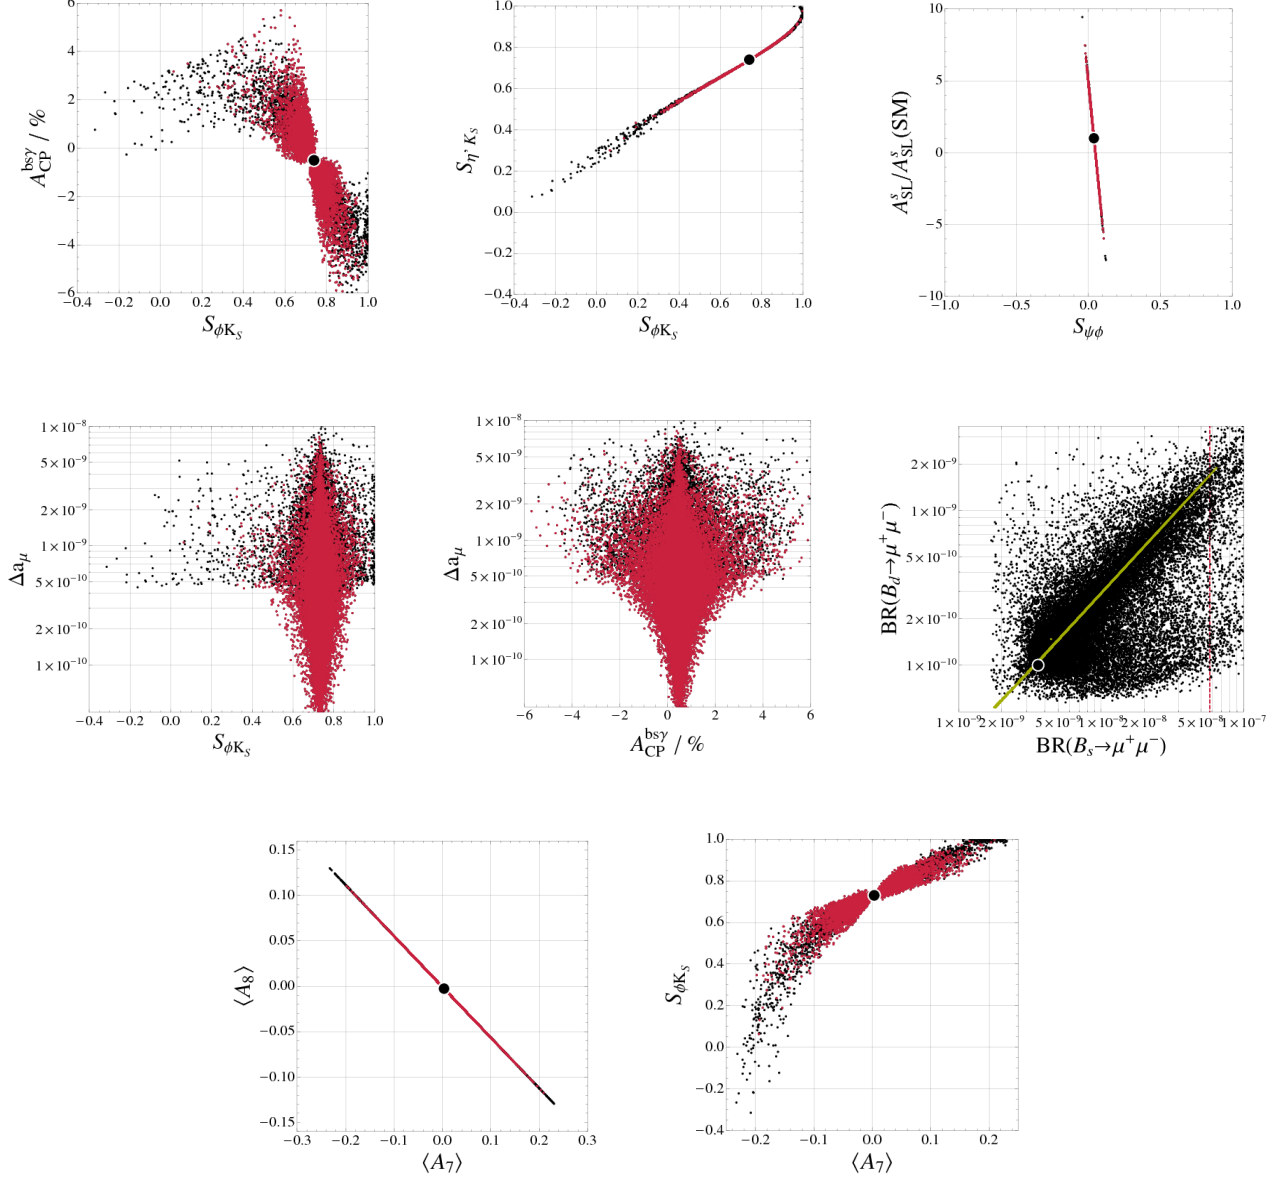 6
4
2
0
−2
−4
−6
−0.4 −0.2 0.0 0.2 0.4 0.6 0.8 1.0
A_CP^bsγ / %
S_ϕK_S
1.0
0.8
0.6
0.4
0.2
0.0
−0.2
−0.4
−0.4 −0.2 0.0 0.2 0.4 0.6 0.8 1.0
S_η' K_S
S_ϕK_S
10
5
0
−5
−10
−1.0 −0.5 0.0 0.5 1.0
A_SL^s/A_SL^s(SM)
S_ψϕ
1×10^−8
5×10^−9
2×10^−9
1×10^−9
5×10^−10
2×10^−10
1×10^−10
−0.4 −0.2 0.0 0.2 0.4 0.6 0.8 1.0
Δa_μ
S_ϕK_S
1×10^−8
5×10^−9
2×10^−9
1×10^−9
5×10^−10
2×10^−10
1×10^−10
−6 −4 −2 0 2 4 6
Δa_μ
A_CP^bsγ / %
2×10^−9
1×10^−9
5×10^−10
2×10^−10
1×10^−10
1×10^−9 2×10^−9 5×10^−9 1×10^−8 2×10^−8 5×10^−8 1×10^−7
BR(B_d→μ^+μ^−)
BR(B_s→μ^+μ^−)
0.15
0.10
0.05
0.00
−0.05
−0.10
−0.15
−0.3 −0.2 −0.1 0.0 0.1 0.2 0.3
⟨A_8⟩
⟨A_7⟩
1.0
0.8
0.6
0.4
0.2
0.0
−0.2
−0.4
−0.2 −0.1 0.0 0.1 0.2
S_ϕK_S
⟨A_7⟩